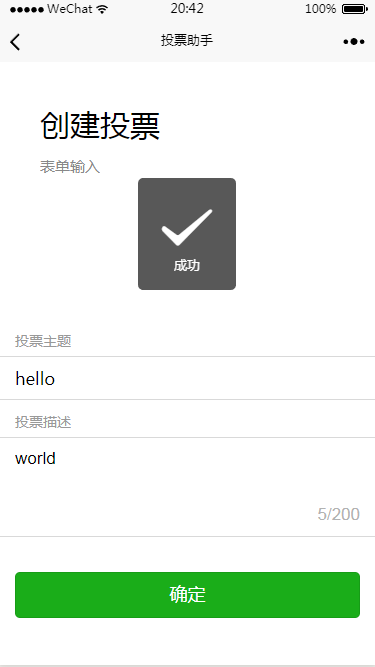 WeChat 20:42 100%
投票助手
创建投票
表单输入
成功
投票主题
hello
投票描述
world
5/200
确定